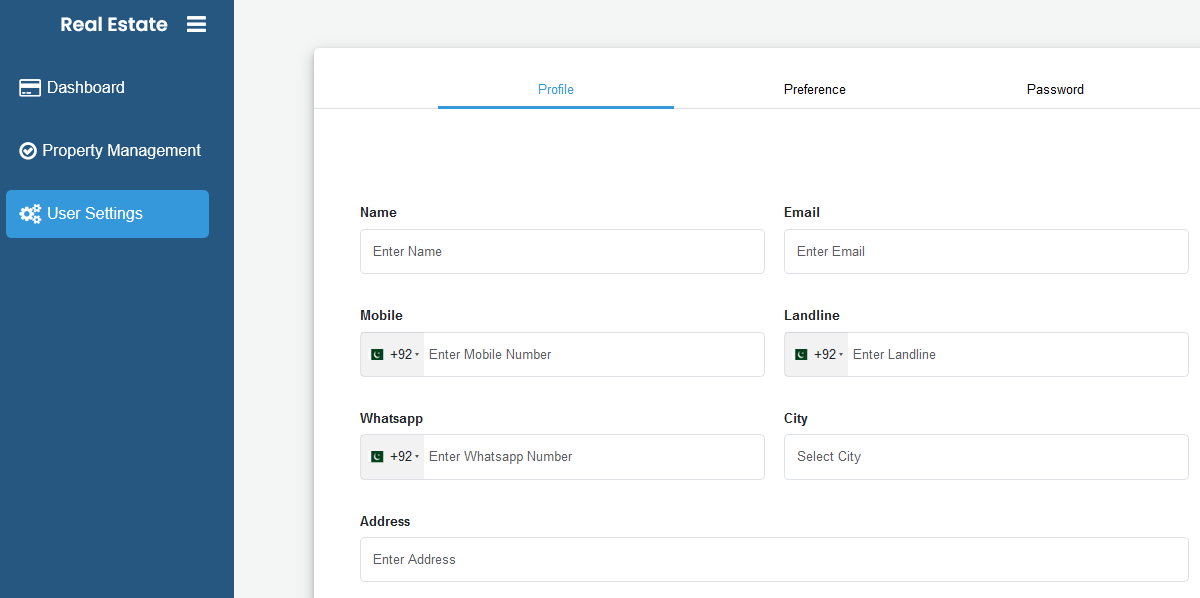 Real Estate
Dashboard
Property Management
User Settings
Profile Preference Password
Name Email
Enter Name Enter Email
Mobile Landline
+92 Enter Mobile Number +92 Enter Landline
Whatsapp City
+92 Enter Whatsapp Number Select City
Address
Enter Address